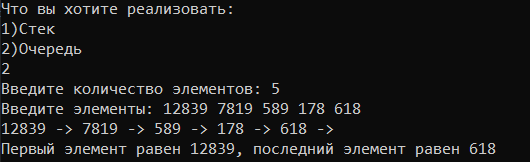 Что вы хотите реализовать:
1)Стек
2)Очередь
2
Введите количество элементов: 5
Введите элементы: 12839 7819 589 178 618
12839 -> 7819 -> 589 -> 178 -> 618 ->
Первый элемент равен 12839, последний элемент равен 618